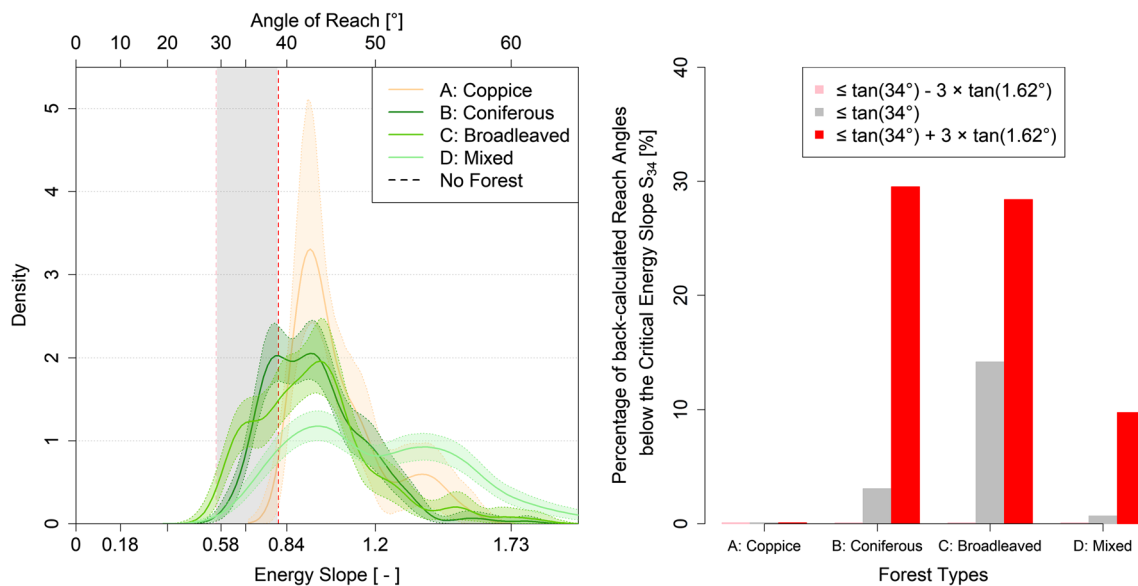 Angle of Reach [°]
0 10 20 30 40 50 60
A: Coppice
B: Coniferous
C: Broadleaved
D: Mixed
No Forest
Density
5
4
3
2
1
0
0 0.18 0.58 0.84 1.2 1.73
Energy Slope [ - ]
Percentage of back-calculated Reach Angles
below the Critical Energy Slope S34 [%]
40
30
20
10
0
≤ tan(34°) - 3 × tan(1.62°)
≤ tan(34°)
≤ tan(34°) + 3 × tan(1.62°)
A: Coppice B: Coniferous C: Broadleaved D: Mixed
Forest Types